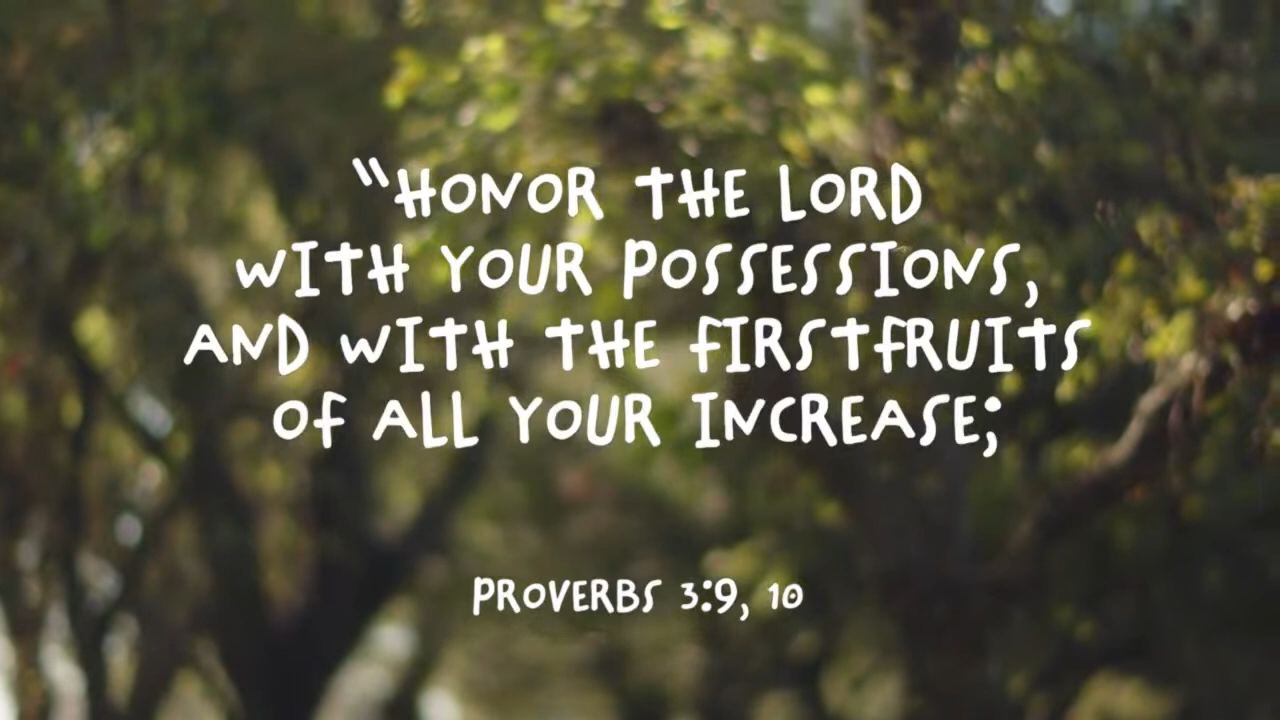 “HONOR THE LORD
WITH YOUR POSSESSIONS,
AND WITH THE FIRSTFRUITS
OF ALL YOUR INCREASE;
PROVERBS 3:9, 10